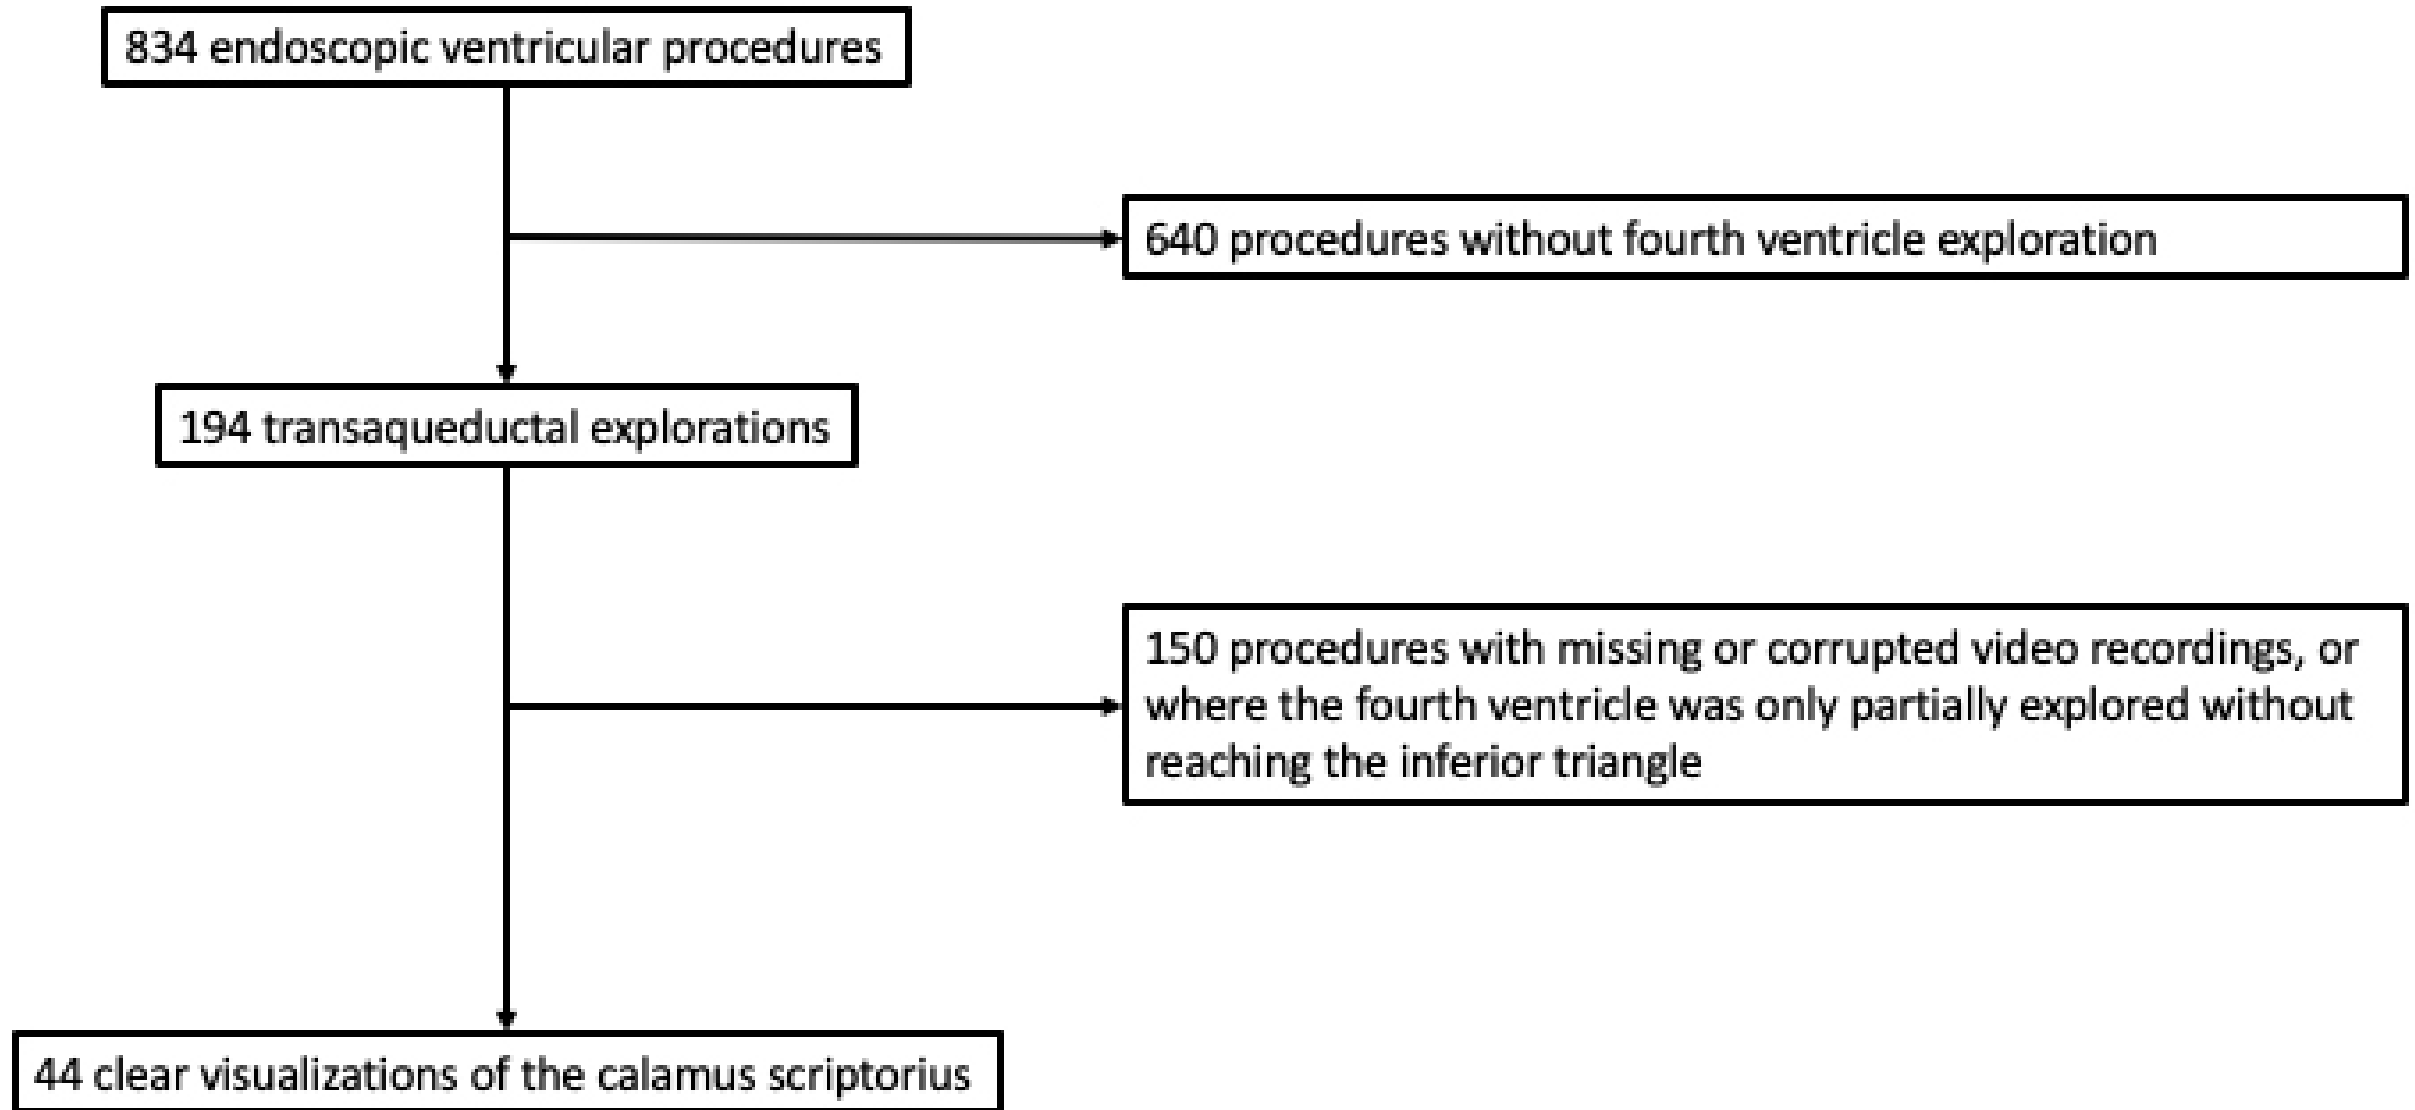 834 endoscopic ventricular procedures
640 procedures without fourth ventricle exploration
194 transaqueductal explorations
150 procedures with missing or corrupted video recordings, or
where the fourth ventricle was only partially explored without
reaching the inferior triangle
44 clear visualizations of the calamus scriptorius